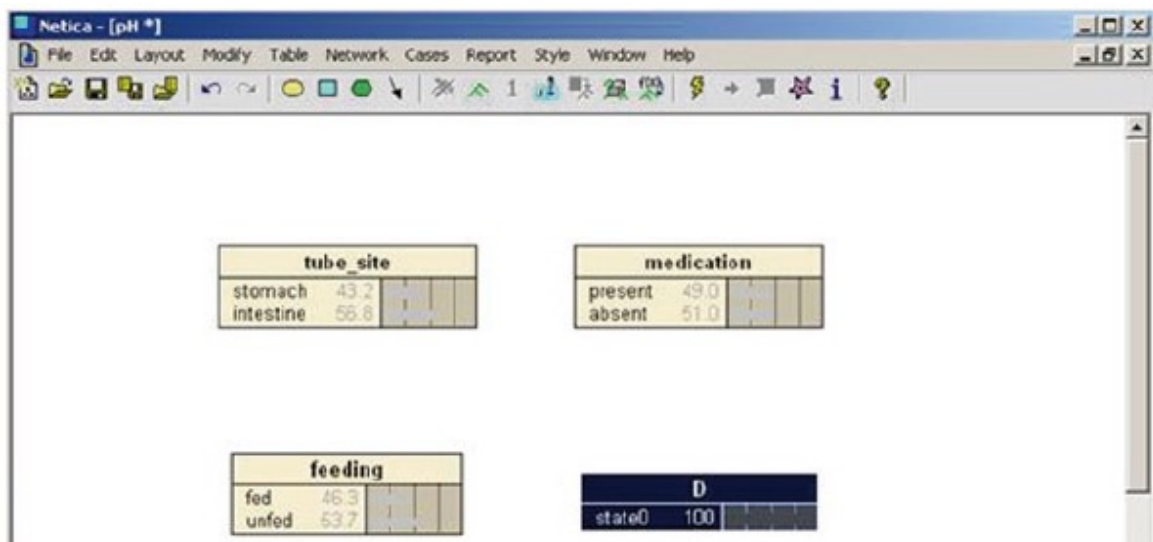 Netica - [pH *]
File Edit Layout Modify Table Network Cases Report Style Window Help
tube_site
stomach 43.2
intestine 56.8
medication
present 49.0
absent 51.0
feeding
fed 46.3
unfed 53.7
D
state0 100